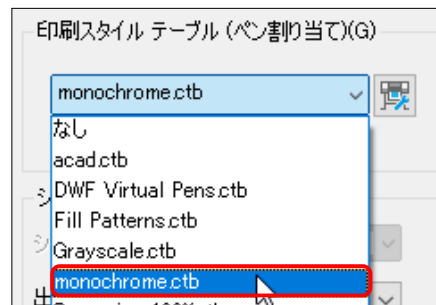 印刷スタイル テーブル (ペン割り当て)(G)
monochrome.ctb
なし
acad.ctb
DWF Virtual Pens.ctb
Fill Patterns.ctb
Grayscale.ctb
monochrome.ctb